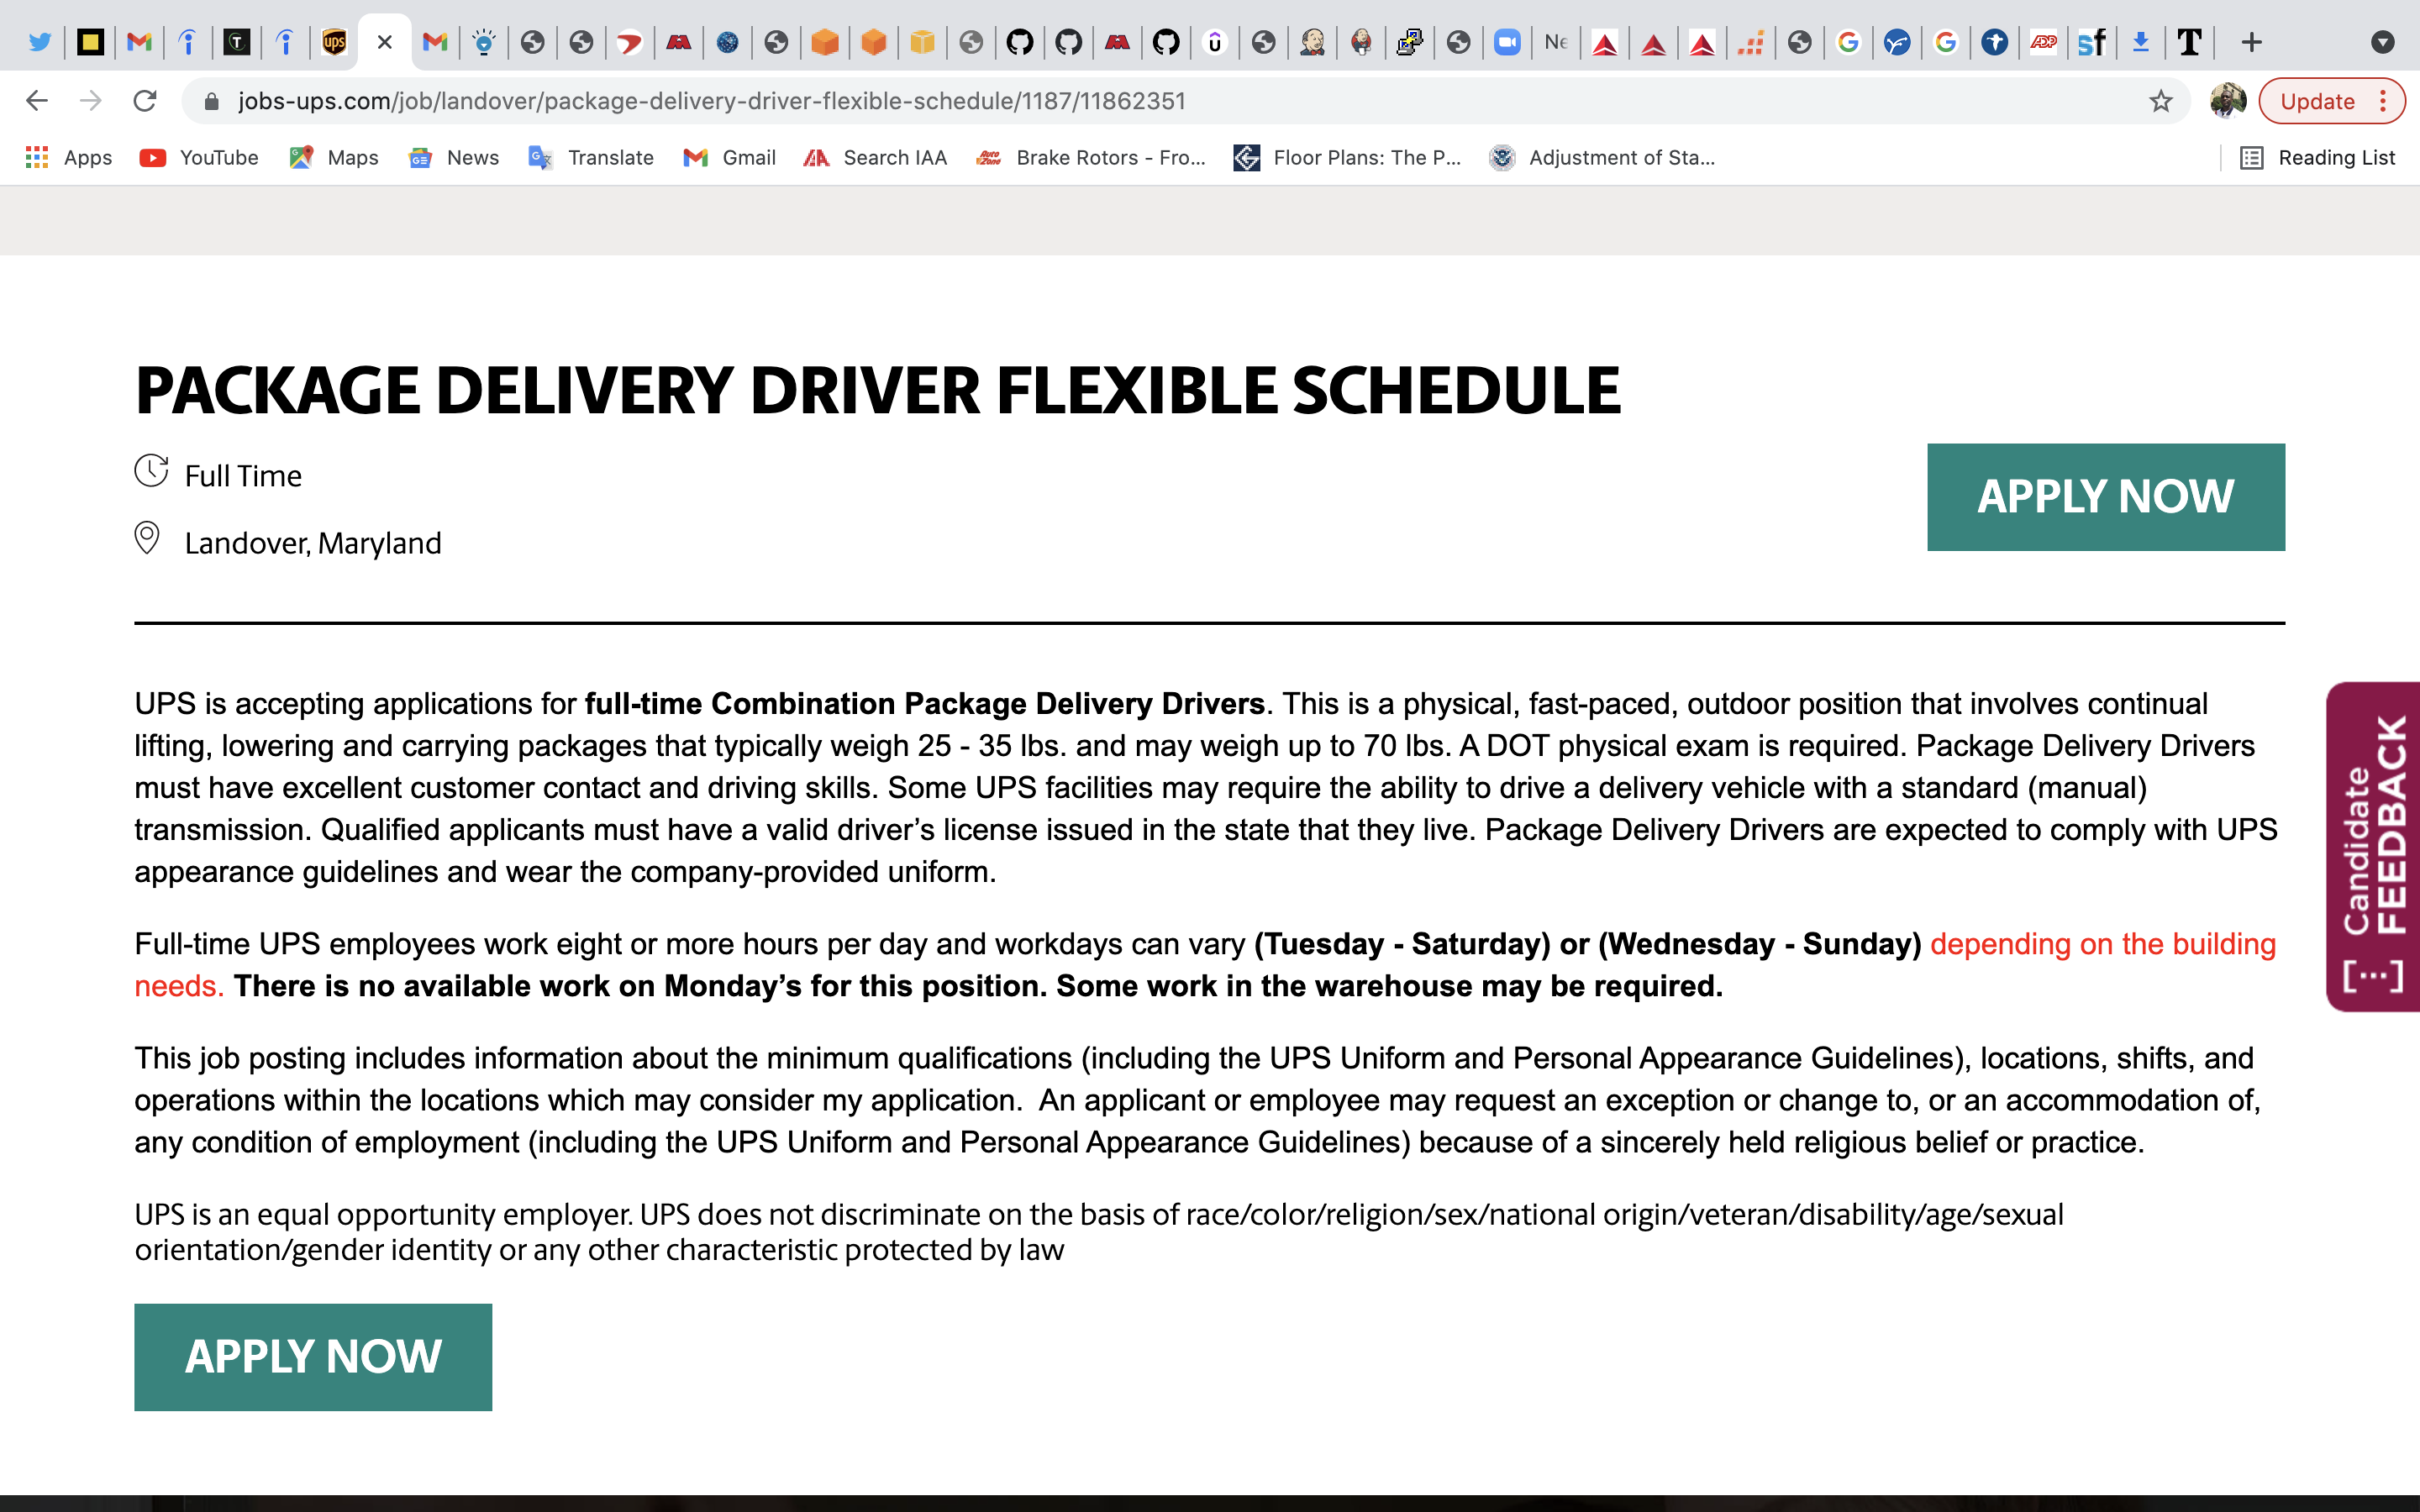 ups
Ne
ADP
sf
T
jobs-ups.com/job/landover/package-delivery-driver-flexible-schedule/1187/11862351
Update
Apps
YouTube
Maps
News
Translate
Gmail
Search IAA
Brake Rotors - Fro...
Floor Plans: The P...
Adjustment of Sta...
Reading List
PACKAGE DELIVERY DRIVER FLEXIBLE SCHEDULE
Full Time
APPLY NOW
Landover, Maryland
UPS is accepting applications for full-time Combination Package Delivery Drivers. This is a physical, fast-paced, outdoor position that involves continual
lifting, lowering and carrying packages that typically weigh 25 - 35 lbs. and may weigh up to 70 lbs. A DOT physical exam is required. Package Delivery Drivers
must have excellent customer contact and driving skills. Some UPS facilities may require the ability to drive a delivery vehicle with a standard (manual)
transmission. Qualified applicants must have a valid driver’s license issued in the state that they live. Package Delivery Drivers are expected to comply with UPS
appearance guidelines and wear the company-provided uniform.
Full-time UPS employees work eight or more hours per day and workdays can vary (Tuesday - Saturday) or (Wednesday - Sunday) depending on the building
needs. There is no available work on Monday’s for this position. Some work in the warehouse may be required.
This job posting includes information about the minimum qualifications (including the UPS Uniform and Personal Appearance Guidelines), locations, shifts, and
operations within the locations which may consider my application.  An applicant or employee may request an exception or change to, or an accommodation of,
any condition of employment (including the UPS Uniform and Personal Appearance Guidelines) because of a sincerely held religious belief or practice.
UPS is an equal opportunity employer. UPS does not discriminate on the basis of race/color/religion/sex/national origin/veteran/disability/age/sexual
orientation/gender identity or any other characteristic protected by law
APPLY NOW
Candidate
FEEDBACK